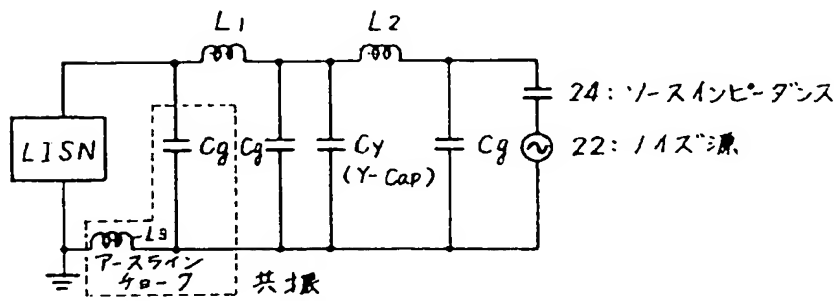 L1
L2
24:ソースインピーダンス
LISN
Cg
Cg
Cy
(Y-Cap)
Cg
22:ノイズ源
L3
アースライン
チョーク
共振